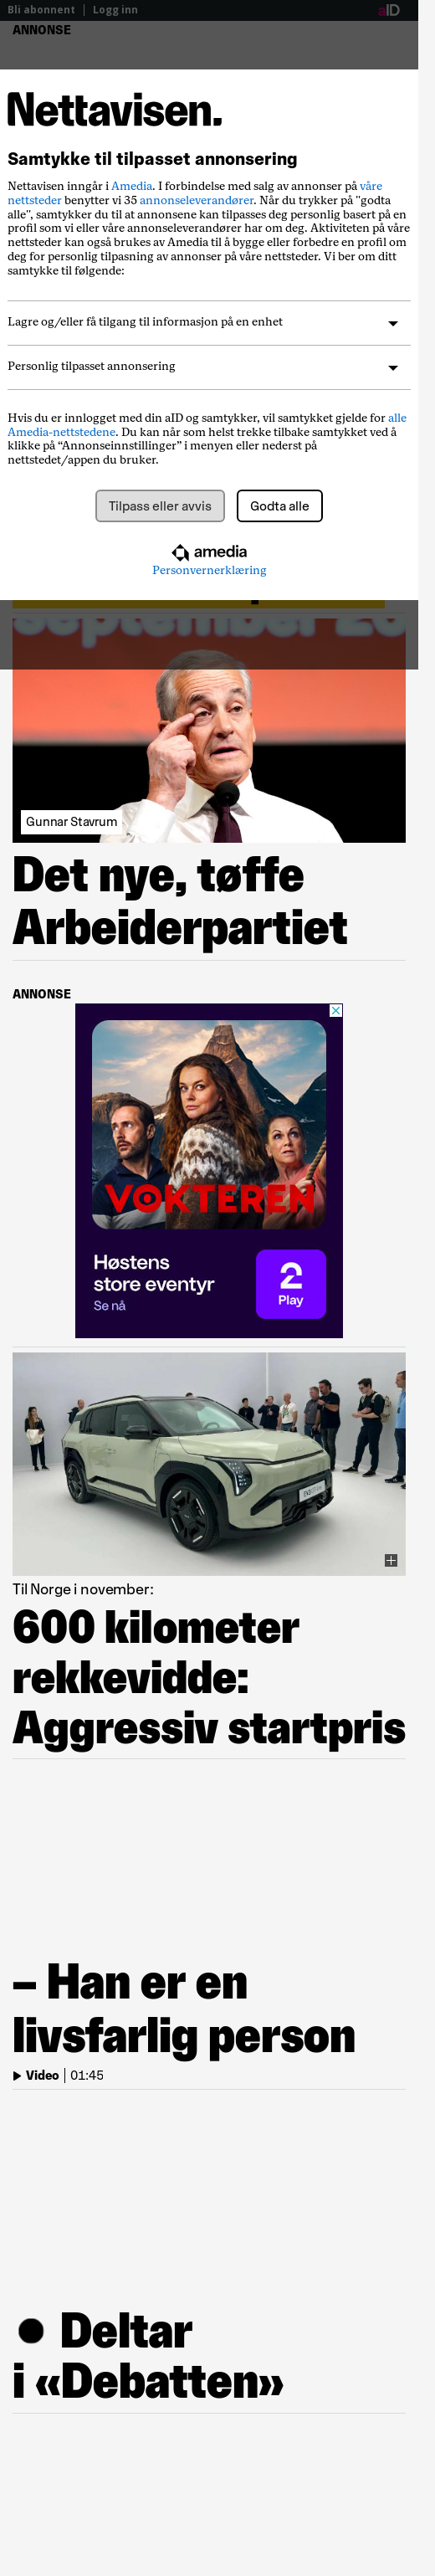 Bli abonnent | Logg inn
aID
ANNONSE
Nettavisen.
Samtykke til tilpasset annonsering
Nettavisen inngår i Amedia. I forbindelse med salg av annonser på våre
nettsteder benytter vi 35 annonseleverandører. Når du trykker på "godta
alle", samtykker du til at annonsene kan tilpasses deg personlig basert på en
profil som vi eller våre annonseleverandører har om deg. Aktiviteten på våre
nettsteder kan også brukes av Amedia til å bygge eller forbedre en profil om
deg for personlig tilpasning av annonser på våre nettsteder. Vi ber om ditt
samtykke til følgende:
Lagre og/eller få tilgang til informasjon på en enhet
Personlig tilpasset annonsering
Hvis du er innlogget med din aID og samtykker, vil samtykket gjelde for alle
Amedia-nettstedene. Du kan når som helst trekke tilbake samtykket ved å
klikke på “Annonseinnstillinger” i menyen eller nederst på
nettstedet/appen du bruker.
Tilpass eller avvis
Godta alle
amedia
Personvernerklæring
Gunnar Stavrum
Det nye, tøffe
Arbeiderpartiet
ANNONSE
VOKTEREN
Høstens
store eventyr
Se nå
2
Play
Til Norge i november:
600 kilometer
rekkevidde:
Aggressiv startpris
– Han er en
livsfarlig person
Video | 01:45
● Deltar
i «Debatten»